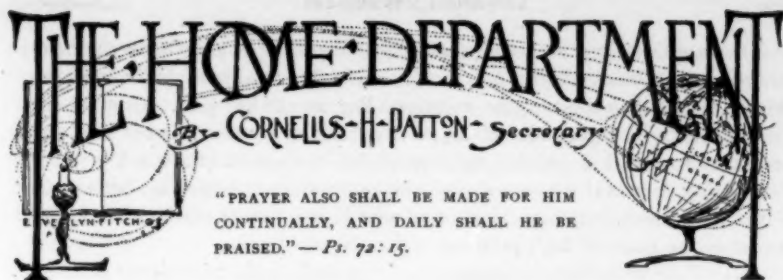 THE·HOME·DEPARTMENT
By CORNELIUS·H·PATTON·Secretary
"PRAYER ALSO SHALL BE MADE FOR HIM
CONTINUALLY, AND DAILY SHALL HE BE
PRAISED."—Ps. 72:15.